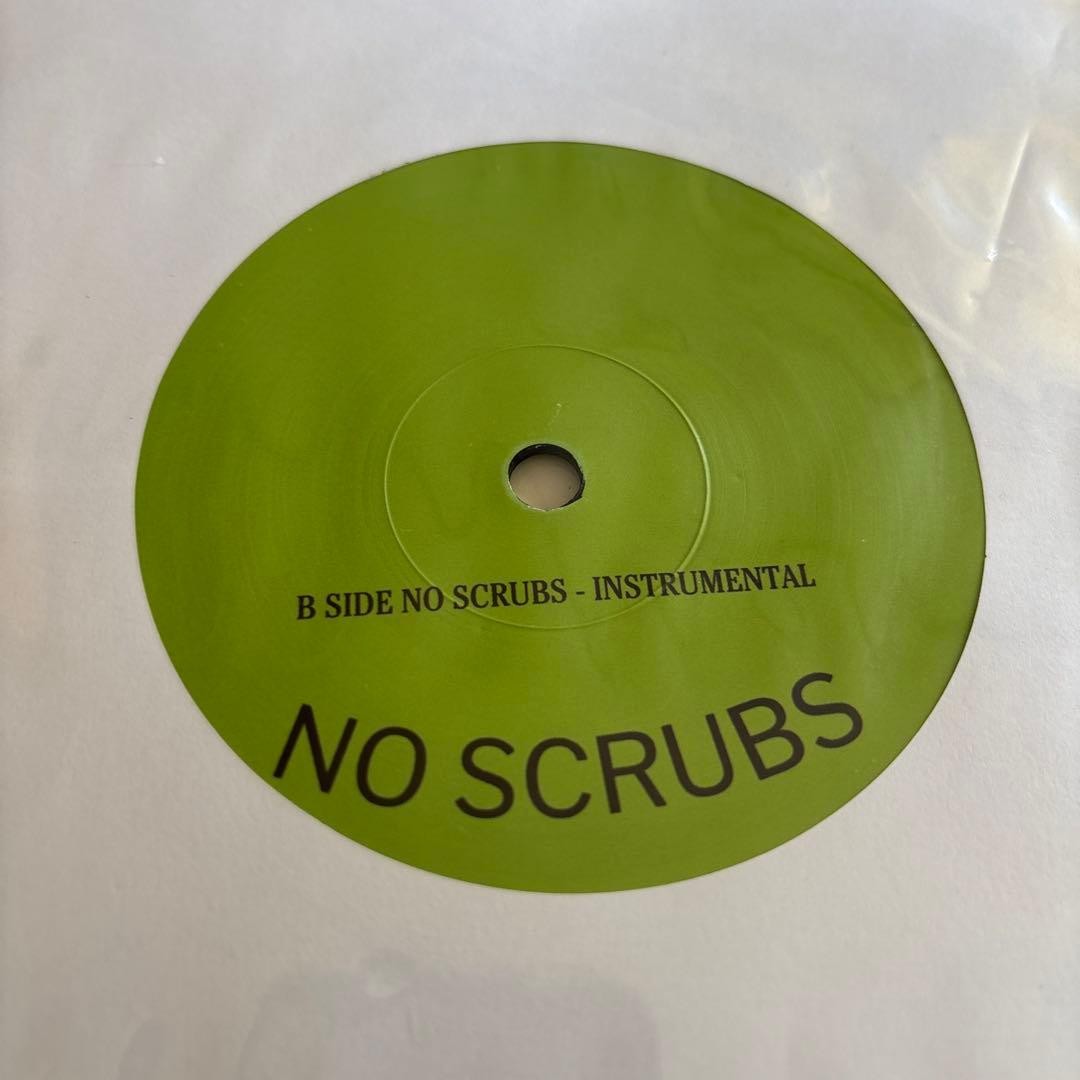 B SIDE NO SCRUBS - INSTRUMENTAL
NO SCRUBS